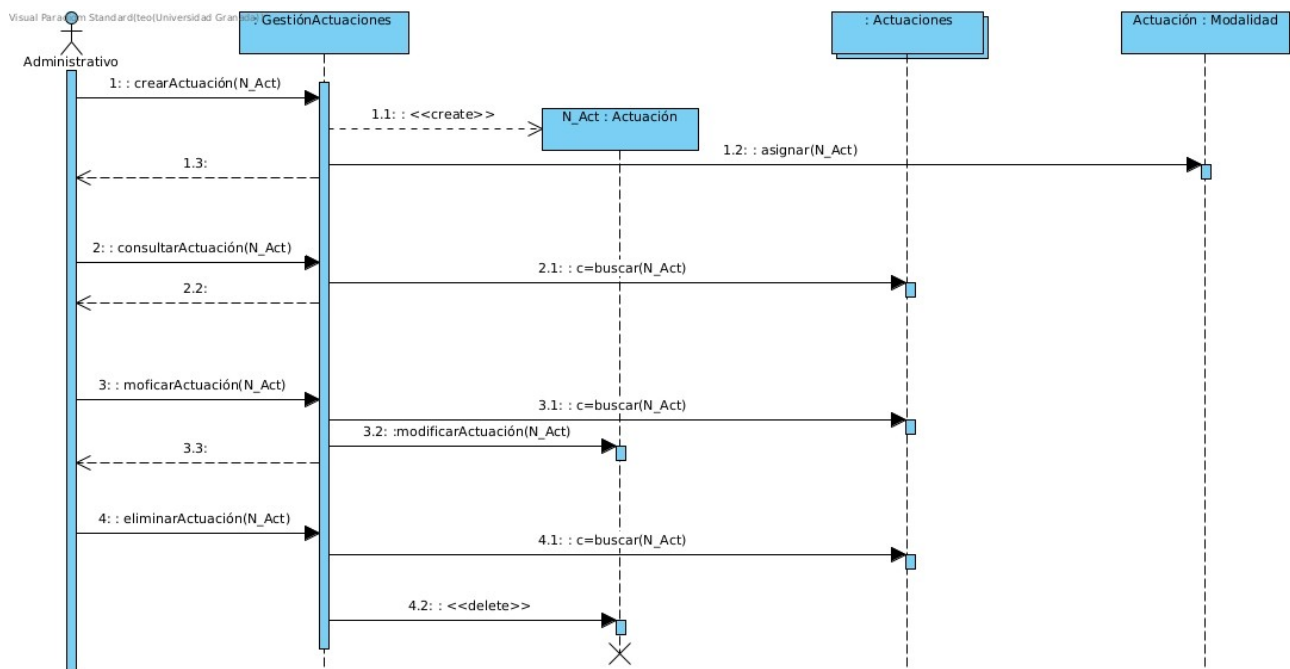 Visual Paradigm Standard(teo(Universidad Granada))
: GestiónActuaciones
: Actuaciones
Actuación : Modalidad
Administrativo
1: : crearActuación(N_Act)
1.1: : <<create>>
N_Act : Actuación
1.2: : asignar(N_Act)
1.3:
2: : consultarActuación(N_Act)
2.1: : c=buscar(N_Act)
2.2:
3: : moficarActuación(N_Act)
3.1: : c=buscar(N_Act)
3.2: :modificarActuación(N_Act)
3.3:
4: : eliminarActuación(N_Act)
4.1: : c=buscar(N_Act)
4.2: : <<delete>>